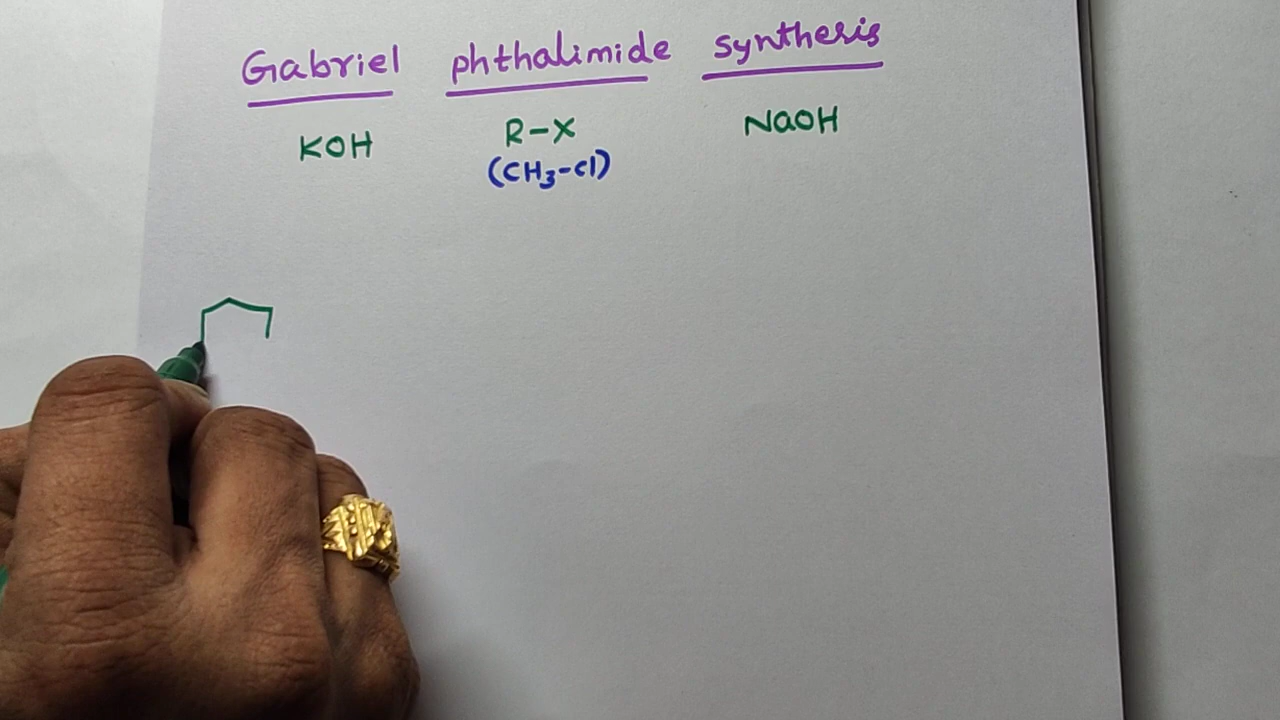 Gabriel phthalimide synthesis
KOH R-X NaOH
(CH₃-Cl)